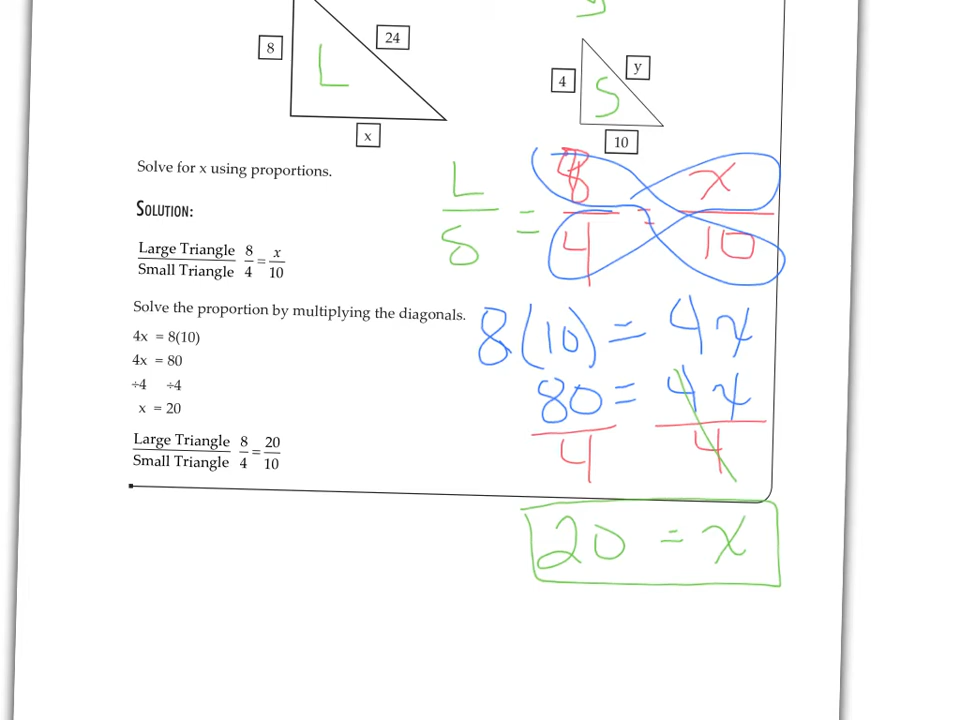 y
8
24
L
x
4
y
S
10
Solve for x using proportions.
SOLUTION:
Large Triangle 8 = x
Small Triangle 4 10
Solve the proportion by multiplying the diagonals.
4x = 8(10)
4x = 80
÷4 ÷4
x = 20
Large Triangle 8 = 20
Small Triangle 4 10
L = 8 = x
S 4 10
8(10) = 4x
80 = 4x
4 4
20 = x